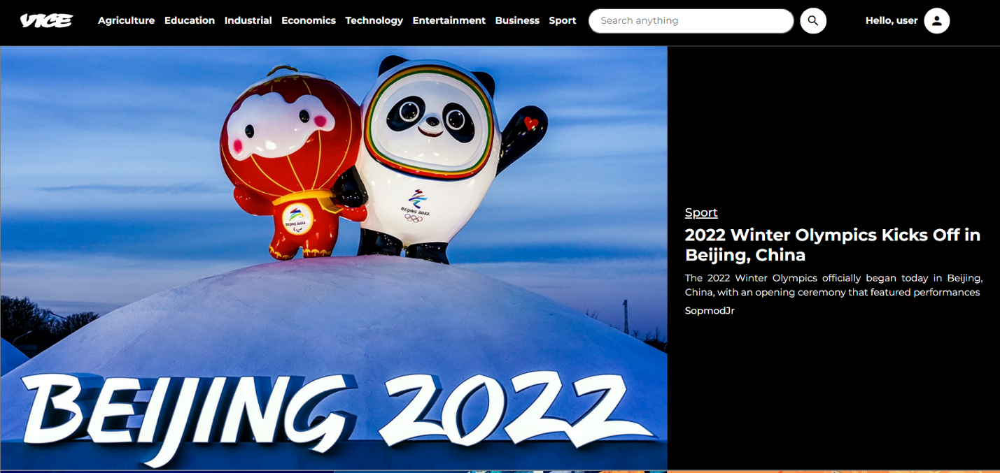 VICE
Agriculture Education Industrial Economics Technology Entertainment Business Sport
Search anything
Hello, user
BEIJING 2022
BEIJING 2022
Sport
2022 Winter Olympics Kicks Off in
Beijing, China
The 2022 Winter Olympics officially began today in Beijing,
China, with an opening ceremony that featured performances
SopmodJr
BEIJING 2022